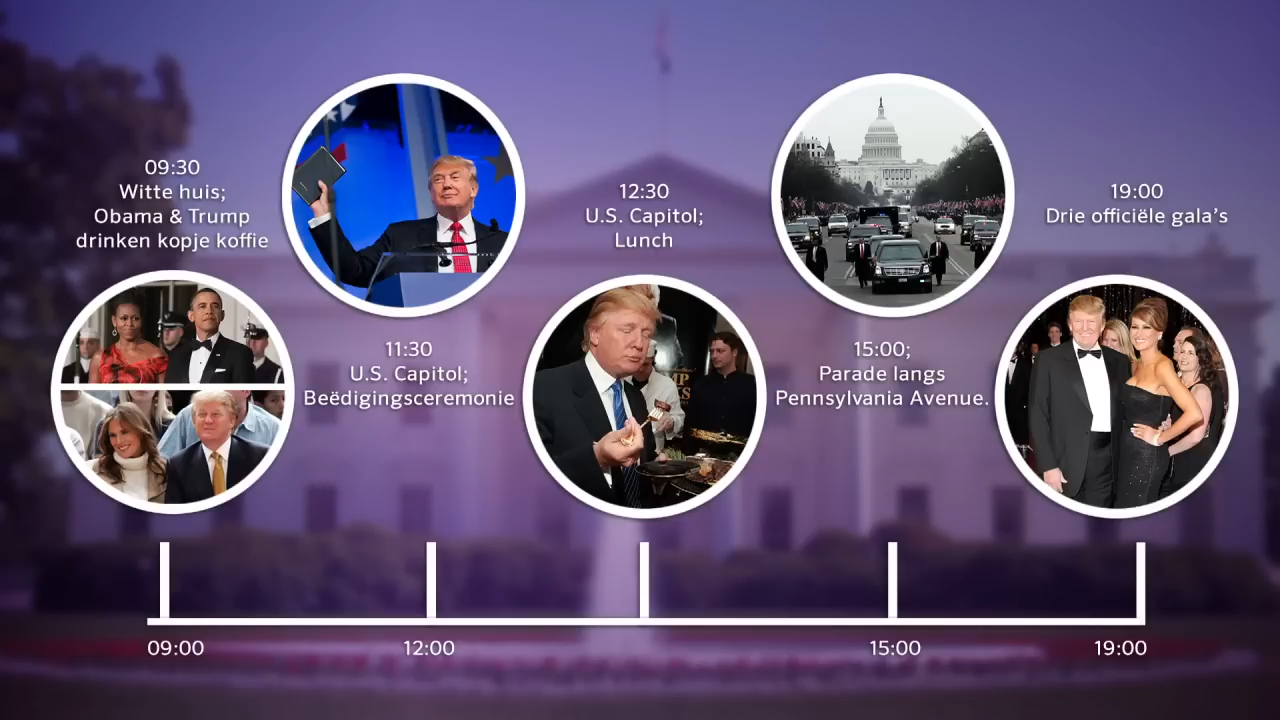 09:30
Witte huis;
Obama & Trump
drinken kopje koffie
11:30
U.S. Capitol;
Beëdigingsceremonie
12:30
U.S. Capitol;
Lunch
15:00;
Parade langs
Pennsylvania Avenue.
19:00
Drie officiële gala's
09:00
12:00
15:00
19:00